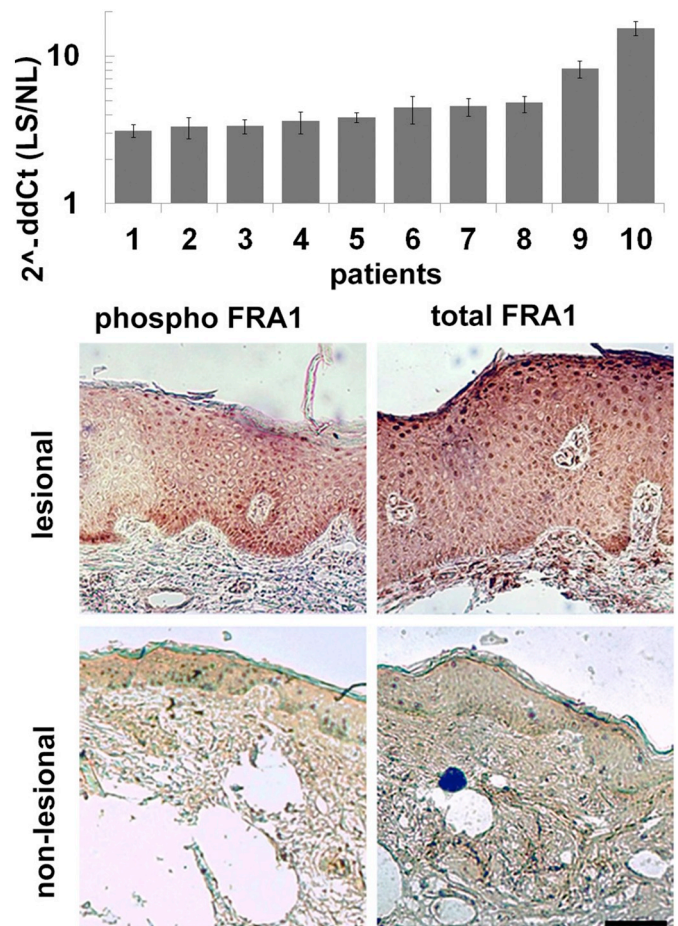 2^-ddCt (LS/NL)
10
1
1 2 3 4 5 6 7 8 9 10
patients
phospho FRA1 total FRA1
lesional
non-lesional